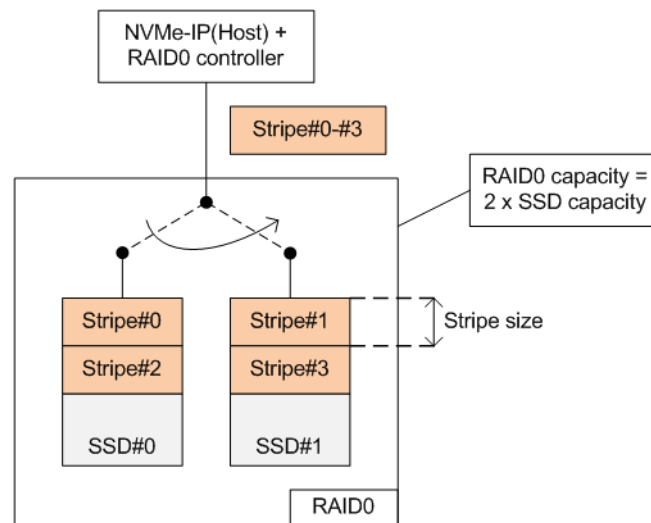 NVMe-IP(Host) +
RAID0 controller
Stripe#0-#3
RAID0 capacity =
2 x SSD capacity
Stripe#0
Stripe#1
Stripe size
Stripe#2
Stripe#3
SSD#0
SSD#1
RAID0